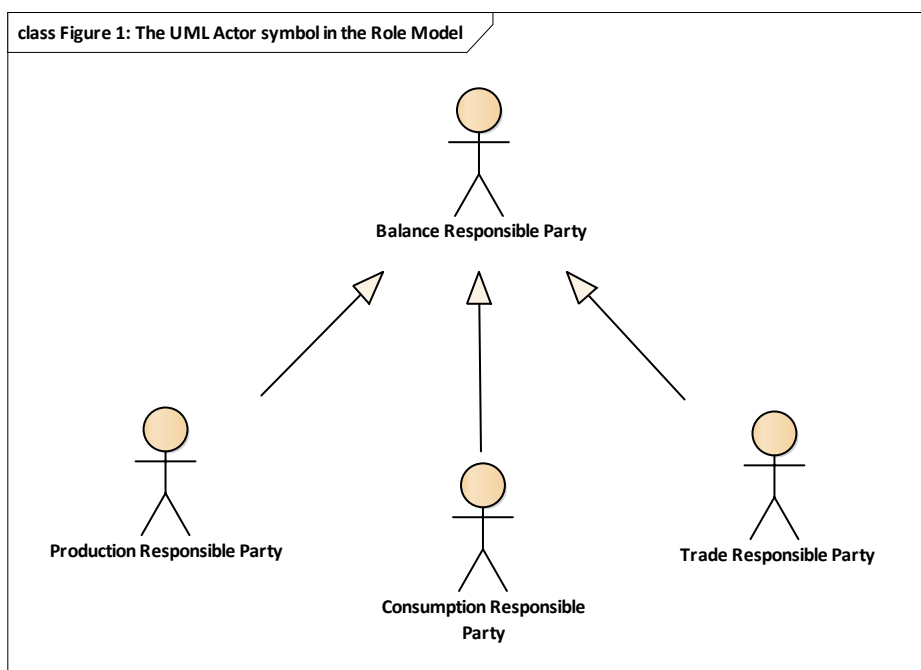 class Figure 1: The UML Actor symbol in the Role Model
Balance Responsible Party
Production Responsible Party
Consumption Responsible
Party
Trade Responsible Party